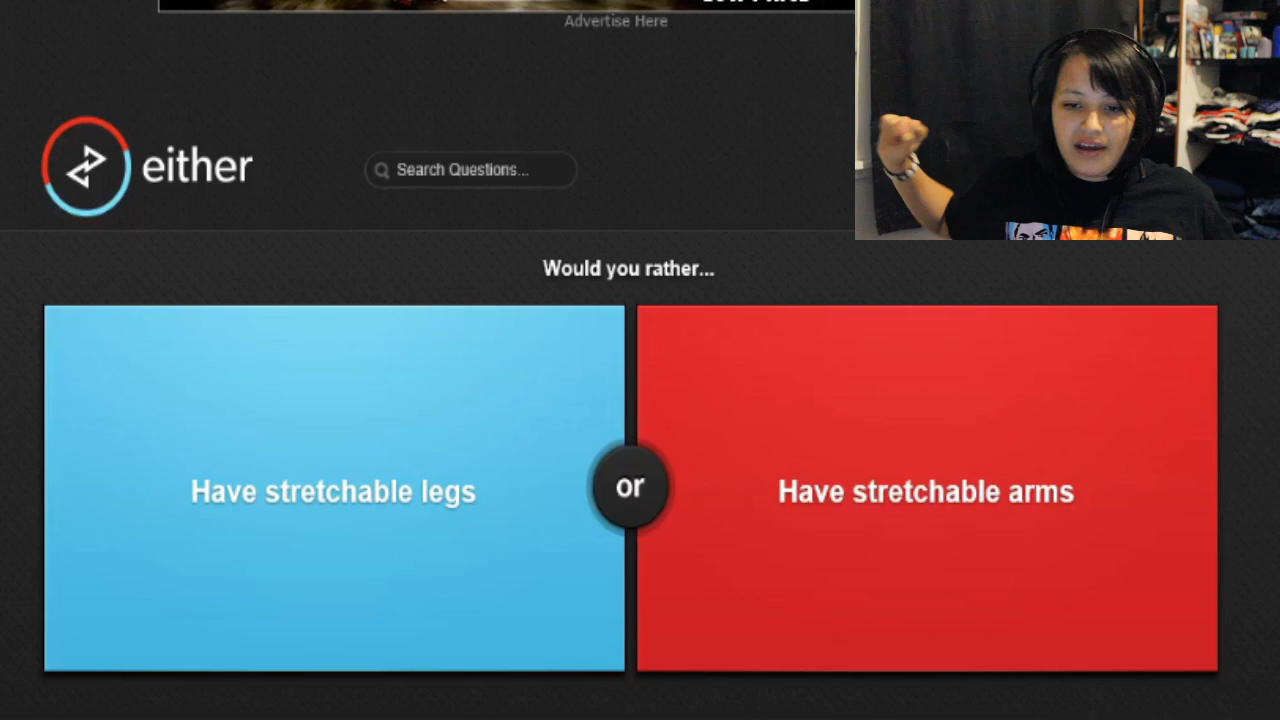 Advertise Here
either
Search Questions...
Would you rather...
Have stretchable legs
or
Have stretchable arms